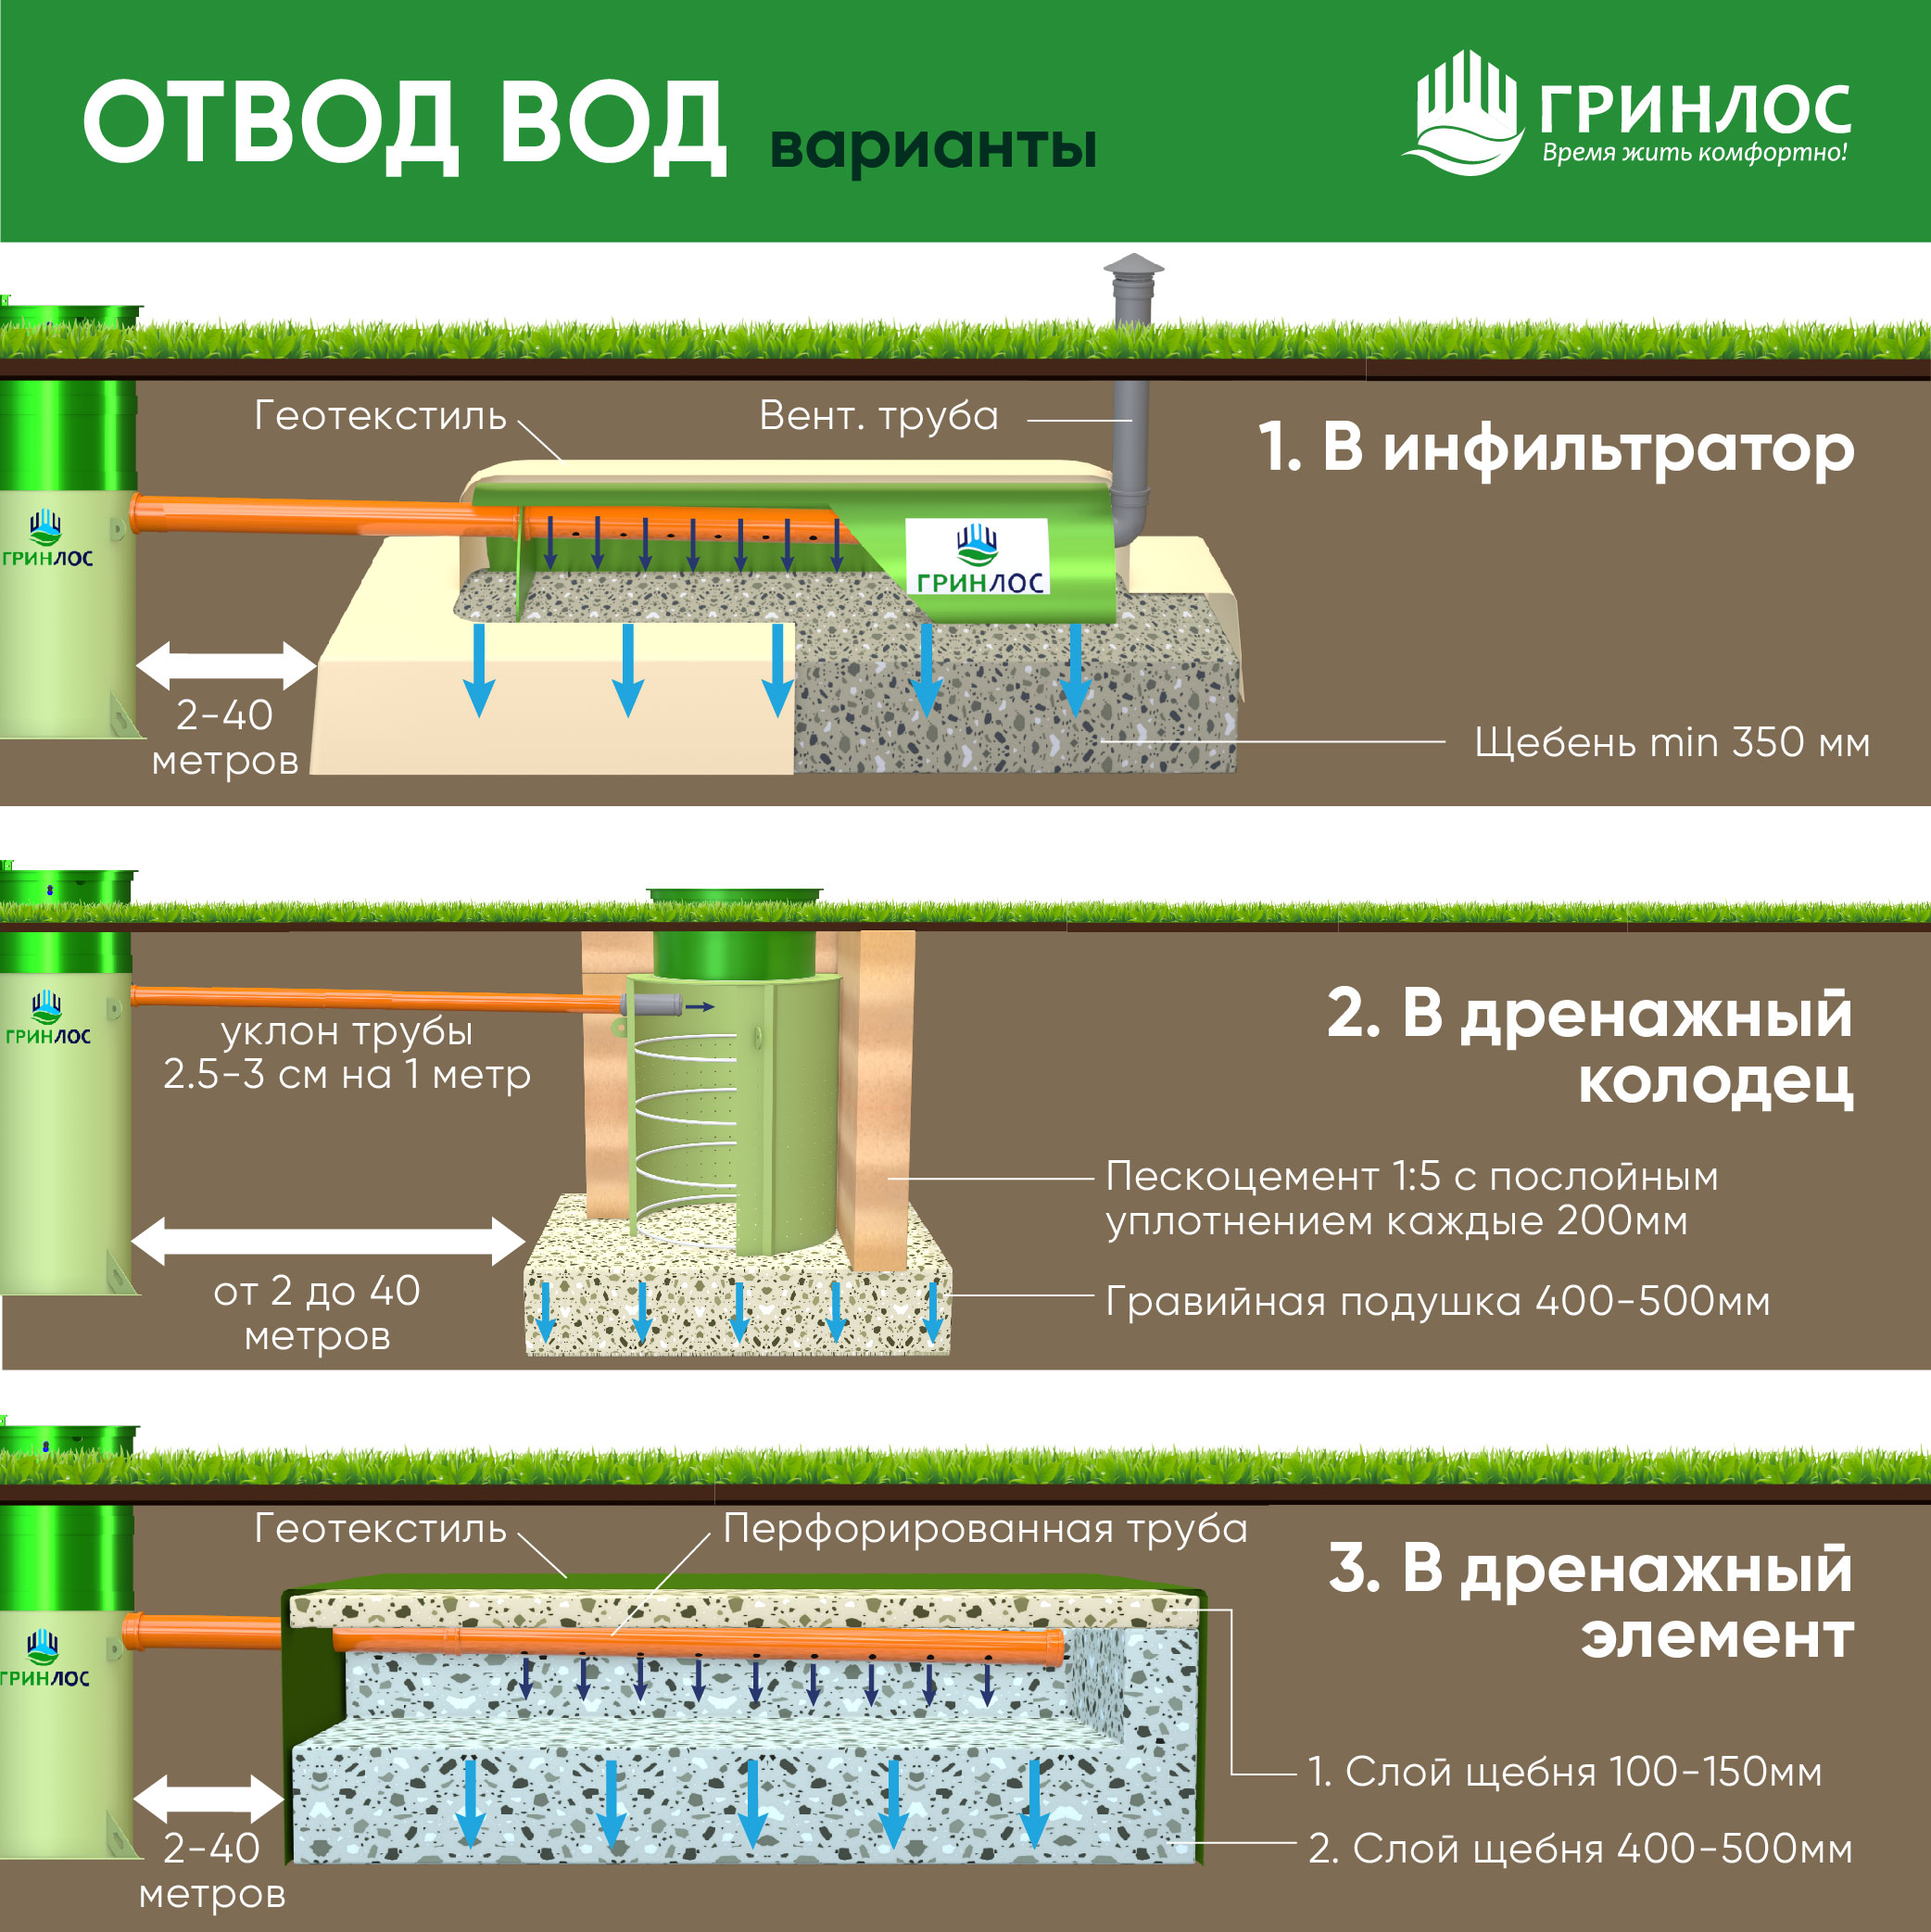 ОТВОД ВОД варианты
ГРИНЛОС
Время жить комфортно!
Геотекстиль
Вент. труба
1. В инфильтратор
ГРИНЛОС
ГРИНЛОС
2-40
метров
Щебень min 350 мм
ГРИНЛОС
уклон трубы
2.5-3 см на 1 метр
2. В дренажный
колодец
Пескоцемент 1:5 с послойным
уплотнением каждые 200мм
от 2 до 40
метров
Гравийная подушка 400-500мм
Геотекстиль
Перфорированная труба
3. В дренажный
элемент
ГРИНЛОС
1. Слой щебня 100-150мм
2-40
метров
2. Слой щебня 400-500мм